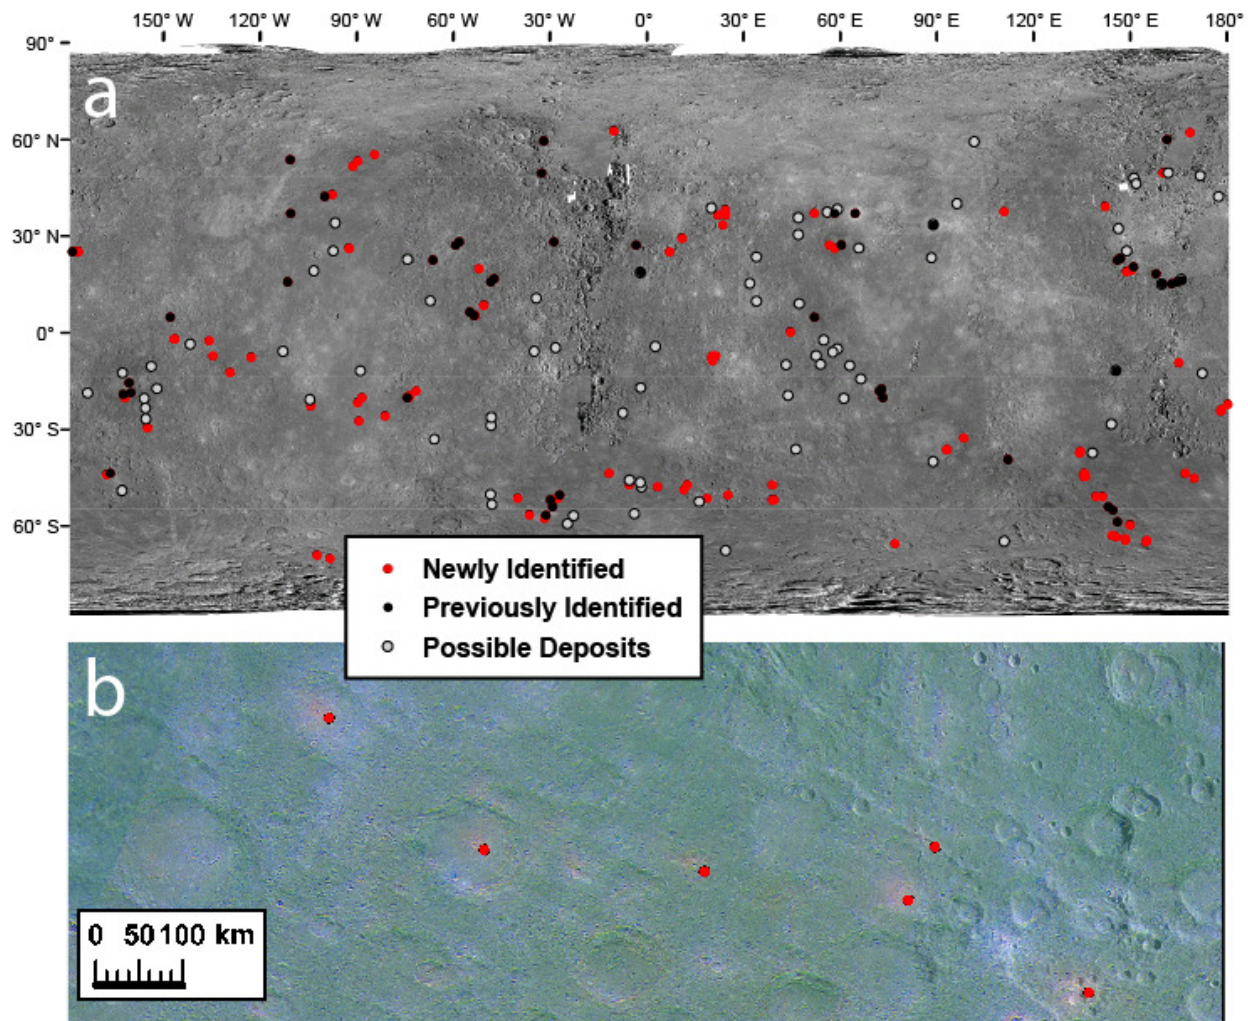 150° W 120° W 90° W 60° W 30° W 0° 30° E 60° E 90° E 120° E 150° E 180°
90°
a
60° N
30° N
0°
30° S
60° S
Newly Identified
Previously Identified
Possible Deposits
b
0 50 100 km